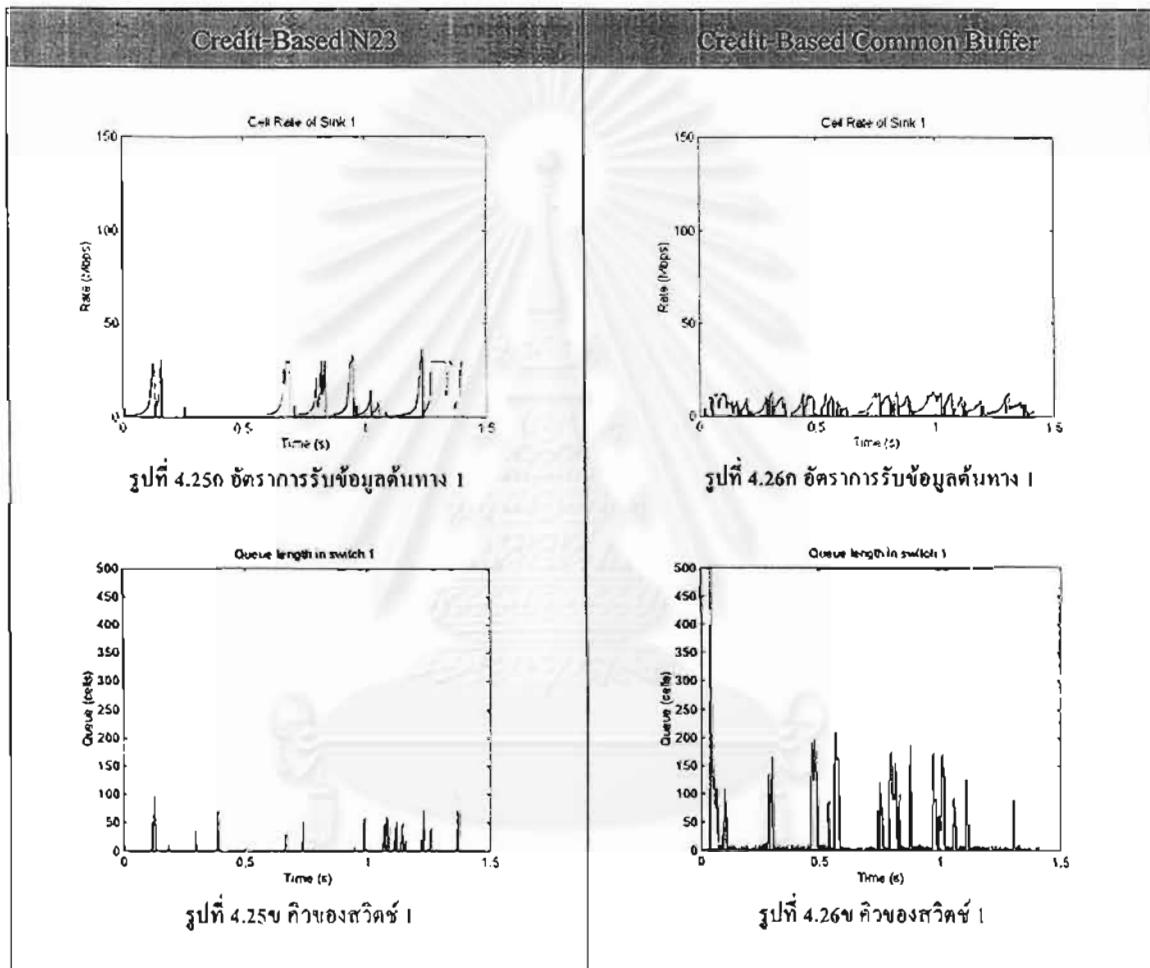 Credit-Based N23
Cell Rate of Sink 1
150
100
50
0
Rate (Mbps)
0
0.5
1
1.5
Time (s)
รูปที่ 4.25ก อัตราการรับข้อมูลต้นทาง 1
Queue length in switch 1
500
450
400
350
300
250
200
150
100
50
0
Queue (cells)
0
0.5
1
1.5
Time (s)
รูปที่ 4.25ข คิวของสวิตช์ 1
Credit-Based Common Buffer
Cell Rate of Sink 1
150
100
50
0
Rate (Mbps)
0
0.5
1
1.5
Time (s)
รูปที่ 4.26ก อัตราการรับข้อมูลต้นทาง 1
Queue length in switch 1
500
450
400
350
300
250
200
150
100
50
0
Queue (cells)
0
0.5
1
1.5
Time (s)
รูปที่ 4.26ข คิวของสวิตช์ 1